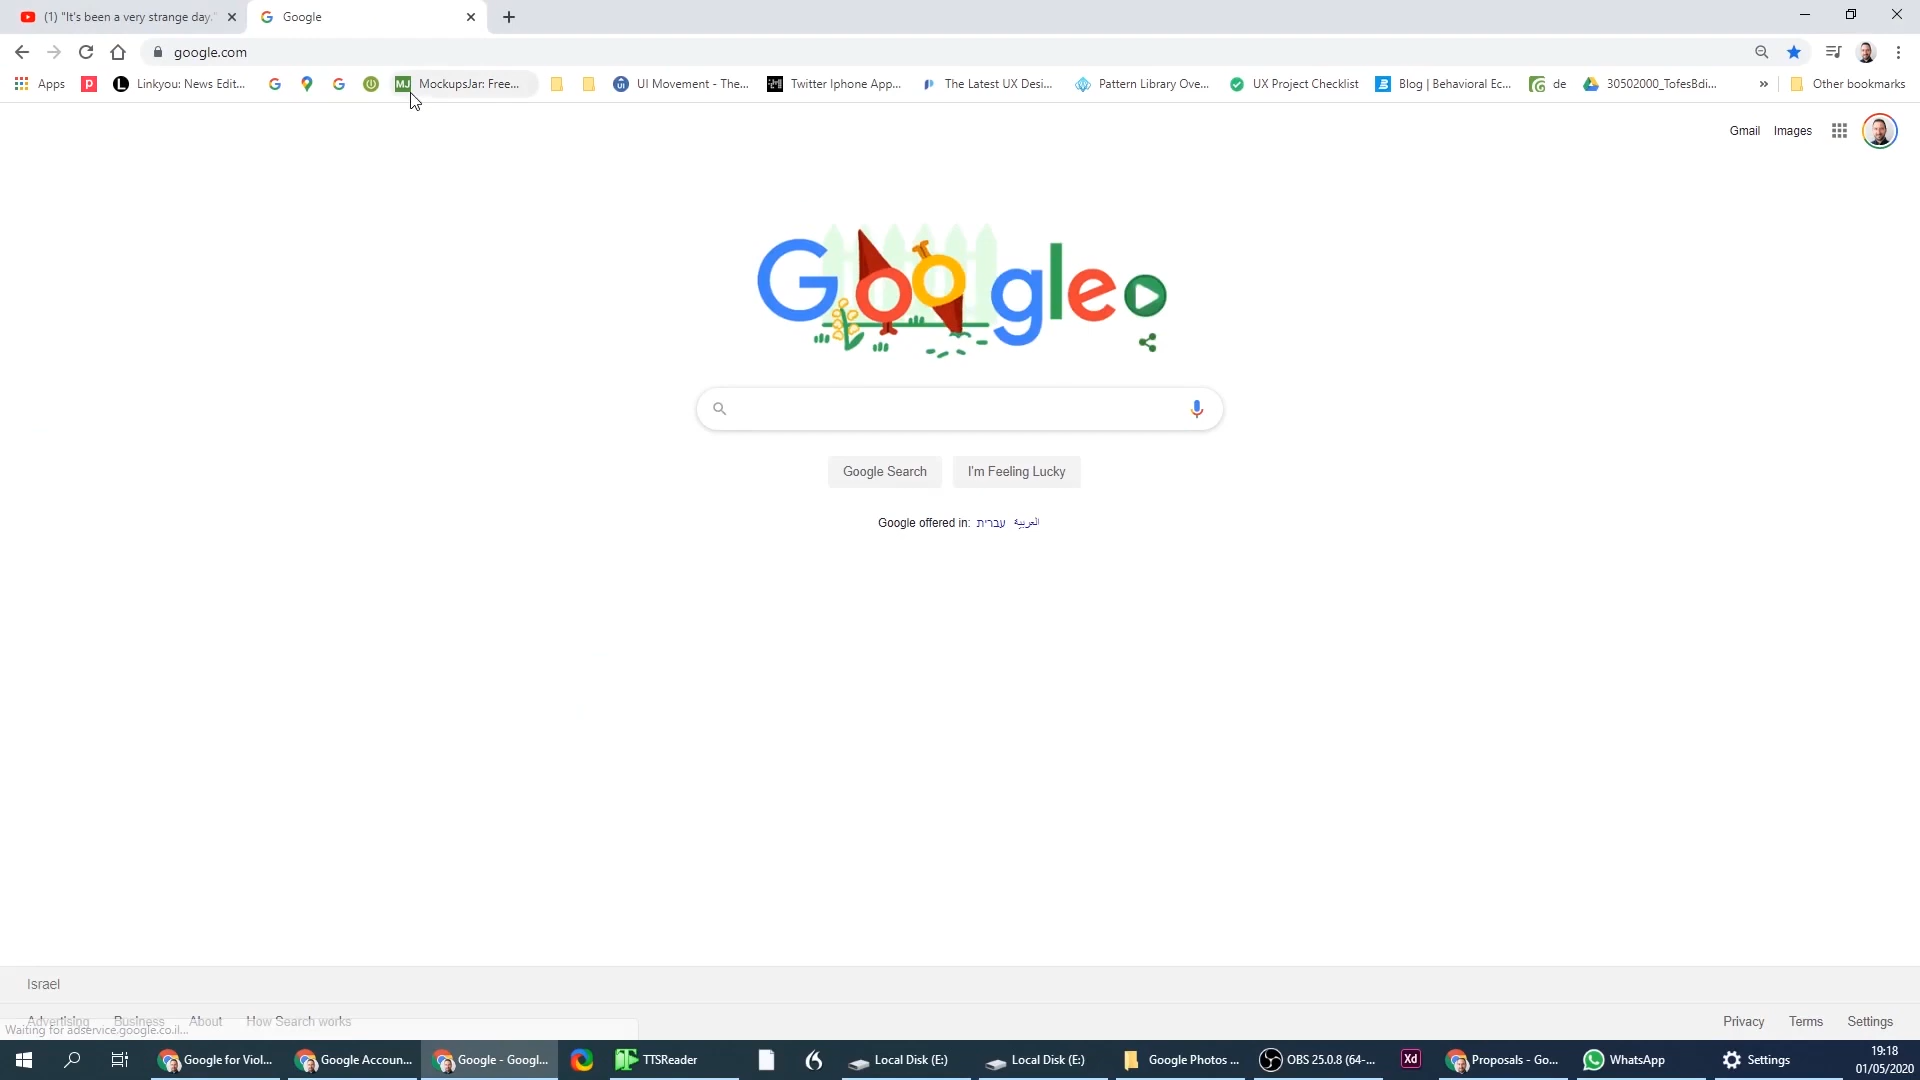 (1) "It's been a very strange day."
Google
google.com
Apps
Linkyou: News Edit...
MJ
MockupsJar: Free...
UI Movement - The...
Twitter Iphone App...
The Latest UX Desi...
Pattern Library Ove...
UX Project Checklist
Blog | Behavioral Ec...
de
30502000_TofesBdi...
»
Other bookmarks
Gmail
Images
Google
Google Search
I'm Feeling Lucky
Google offered in: עברית العربية
Israel
Advertising
Business
About
How Search works
Waiting for adservice.google.co.il...
Privacy
Terms
Settings
Google for Viol...
Google Accoun...
Google - Googl...
TTSReader
Local Disk (E:)
Local Disk (E:)
Google Photos ...
OBS 25.0.8 (64-...
Xd
Proposals - Go...
WhatsApp
Settings
19:18
01/05/2020